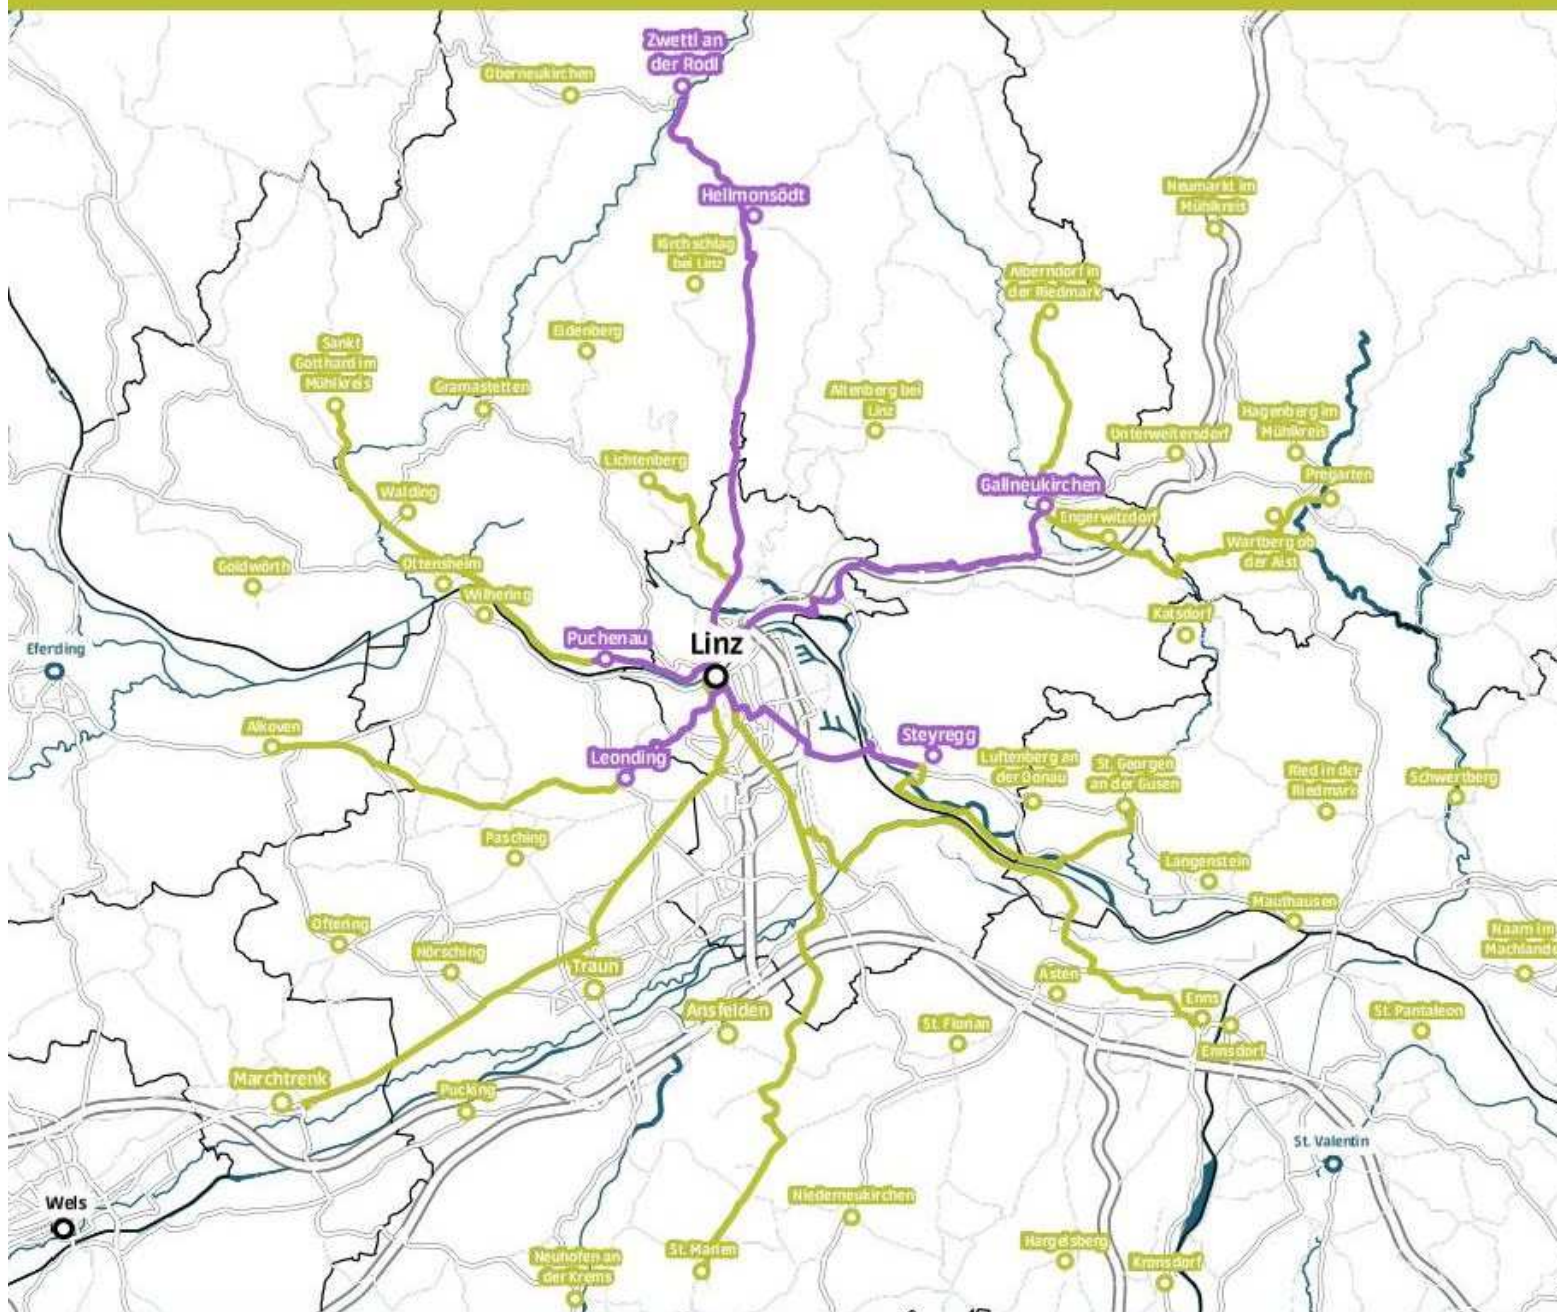 Zwettl an
der Rodl
Oberneukirchen
Neumarkt im
Mühlkreis
Hellmonsödt
Kirchschlag
bei Linz
Alberndorf in
der Riedmark
Eidenberg
Sankt
Gotthard im
Mühlkreis
Gramastetten
Altenberg bei
Linz
Hagenberg im
Mühlkreis
Unterweitersdorf
Lichtenberg
Pregarten
Gallneukirchen
Walding
Engerwitzdorf
Wartberg ob
der Aist
Goldwörth
Ottensheim
Wilhering
Katsdorf
Puchenau
Linz
Eferding
Alkoven
Leonding
Steyregg
Luftenberg an
der Donau
St. Georgen
an der Gusen
Ried in der
Riedmark
Schwertberg
Pasching
Langenstein
Mauthausen
Oftering
Hörsching
Traun
Naarn im
Machlande
Asten
Enns
Ansfelden
St. Florian
St. Pantaleon
Ennsdorf
Marchtrenk
Pucking
St. Valentin
Wels
Niederneukirchen
Neuhofen an
der Krems
St. Marien
Hargelsberg
Kronsdorf